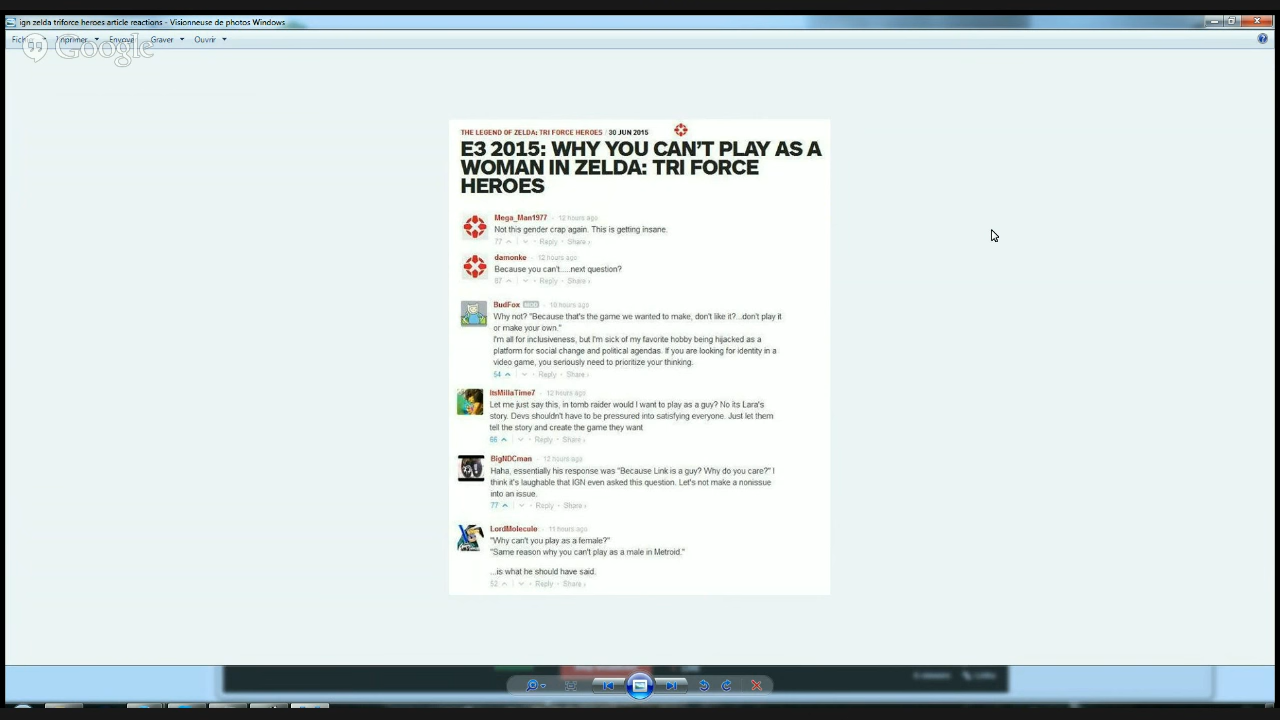 ign zelda triforce heroes article reactions - Visionneuse de photos Windows
Imprimer Envoyer Graver Ouvrir
Google
THE LEGEND OF ZELDA: TRI FORCE HEROES / 30 JUN 2015
E3 2015: WHY YOU CAN'T PLAY AS A
WOMAN IN ZELDA: TRI FORCE
HEROES
Mega_Man1977 · 12 hours ago
Not this gender crap again. This is getting insane.
77 · Reply · Share ›
damonke · 12 hours ago
Because you can't.....next question?
67 · Reply · Share ›
BudFox MOD · 10 hours ago
Why not? "Because that's the game we wanted to make, don't like it?...don't play it
or make your own."
I'm all for inclusiveness, but I'm sick of my favorite hobby being hijacked as a
platform for social change and political agendas. If you are looking for identity in a
video game, you seriously need to prioritize your thinking.
54 · Reply · Share ›
ItsMillaTime7 · 12 hours ago
Let me just say this, in tomb raider would I want to play as a guy? No its Lara's
story. Devs shouldn't have to be pressured into satisfying everyone. Just let them
tell the story and create the game they want
66 · Reply · Share ›
BigNDCman · 12 hours ago
Haha, essentially his response was "Because Link is a guy? Why do you care?" I
think it's laughable that IGN even asked this question. Let's not make a nonissue
into an issue.
77 · Reply · Share ›
LordMolecule · 11 hours ago
"Why can't you play as a female?"
"Same reason why you can't play as a male in Metroid."
...is what he should have said.
52 · Reply · Share ›